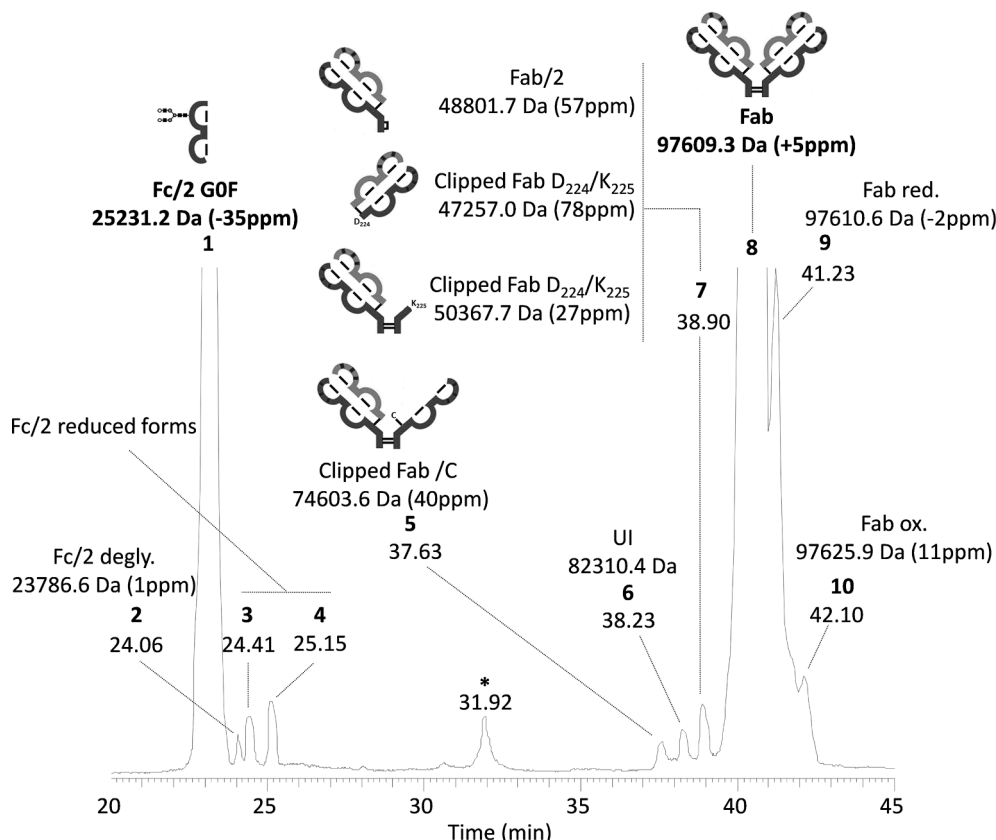 Fab/2
48801.7 Da (57ppm)
Fab
97609.3 Da (+5ppm)
Fc/2 G0F
25231.2 Da (-35ppm)
1
Clipped Fab D224/K225
47257.0 Da (78ppm)
D224
Fab red.
97610.6 Da (-2ppm)
8
9
41.23
Clipped Fab D224/K225
50367.7 Da (27ppm)
K225
7
38.90
Fc/2 reduced forms
C
Clipped Fab /C
74603.6 Da (40ppm)
5
37.63
UI
82310.4 Da
6
38.23
Fab ox.
97625.9 Da (11ppm)
10
42.10
Fc/2 degly.
23786.6 Da (1ppm)
2
24.06
3
24.41
4
25.15
*
31.92
20 25 30 35 40 45
Time (min)